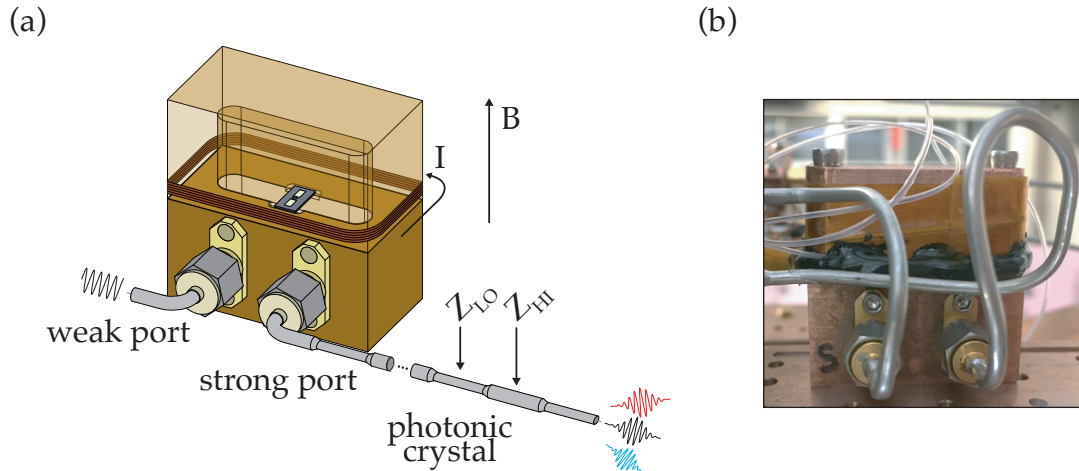 (a)
(b)
B
I
Z_LO
Z_HI
weak port
strong port
photonic
crystal
S